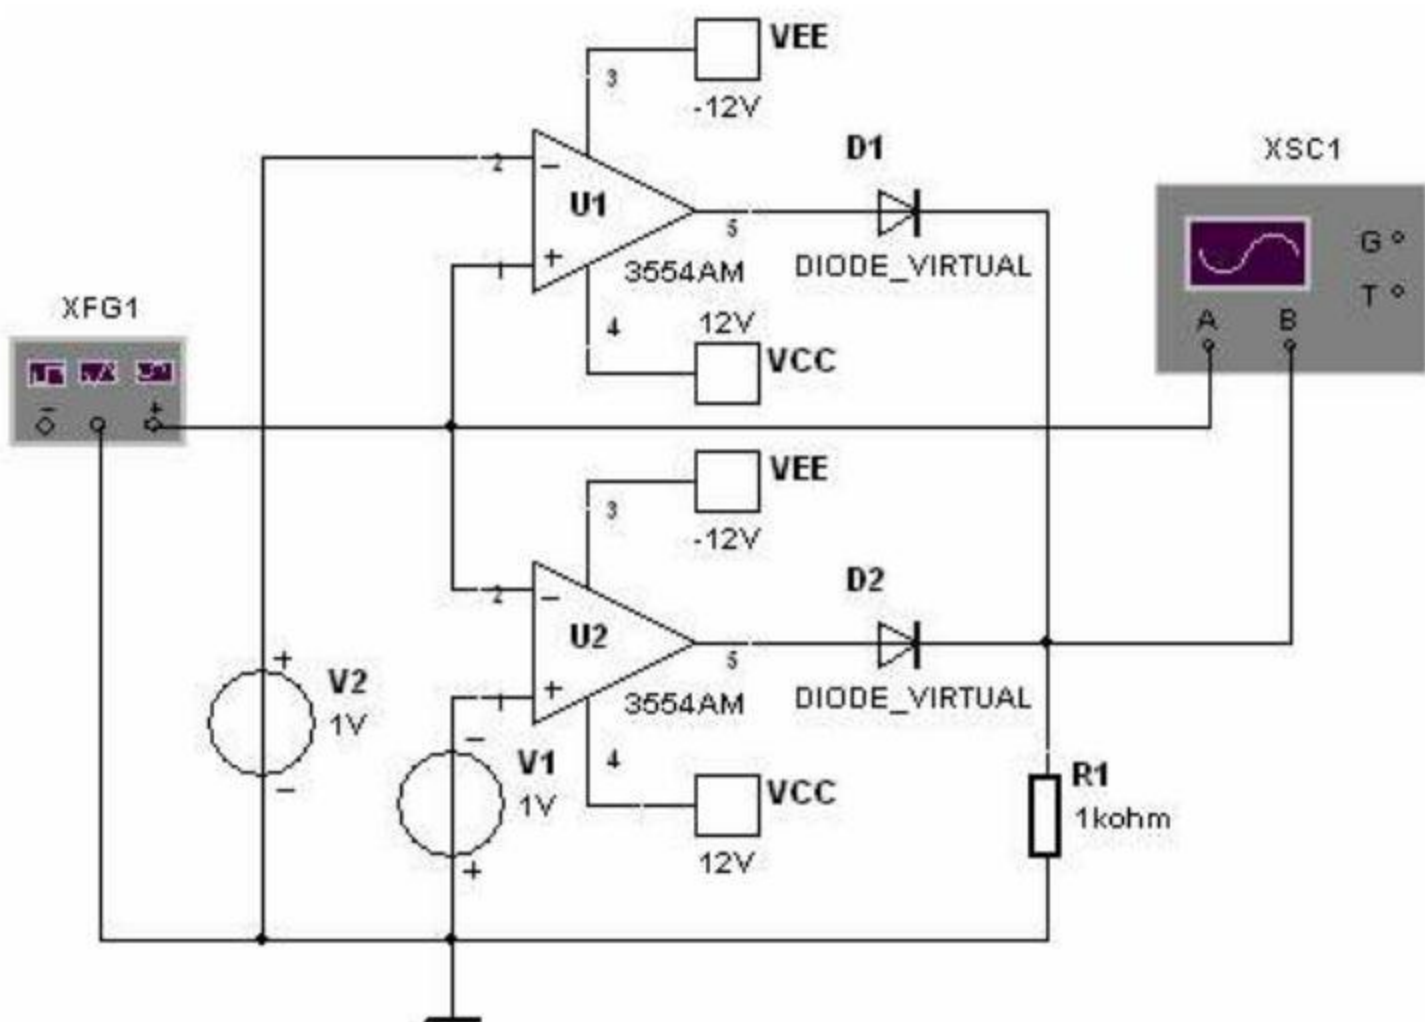 VEE
3
-12V
D1
XSC1
2
−
U1
5
G
+
1
3554AM
DIODE_VIRTUAL
T
XFG1
4
12V
A
B
VCC
−
+
VEE
3
-12V
D2
2
−
U2
5
+
V2
1
3554AM
DIODE_VIRTUAL
+
1V
−
V1
4
−
1V
VCC
R1
1kohm
12V
+